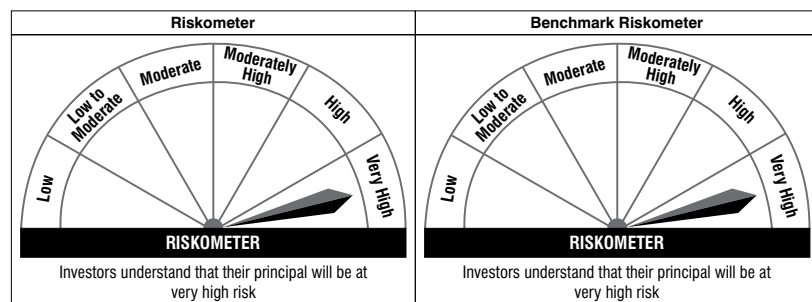 Riskometer
Low
Low to
Moderate
Moderate
Moderately
High
High
Very High
RISKOMETER
Investors understand that their principal will be at
very high risk
Benchmark Riskometer
Low
Low to
Moderate
Moderate
Moderately
High
High
Very High
RISKOMETER
Investors understand that their principal will be at
very high risk